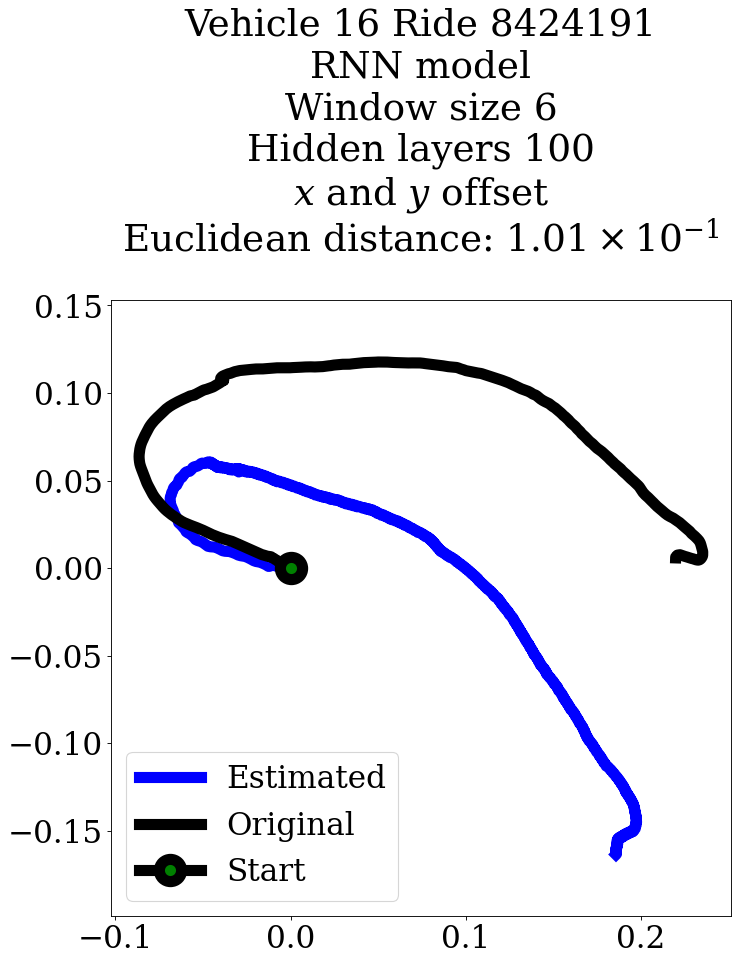 Vehicle 16 Ride 8424191
RNN model
Window size 6
Hidden layers 100
x and y offset
Euclidean distance: 1.01 × 10⁻¹
0.15
0.10
0.05
0.00
−0.05
−0.10
−0.15
Estimated
Original
Start
−0.1
0.0
0.1
0.2